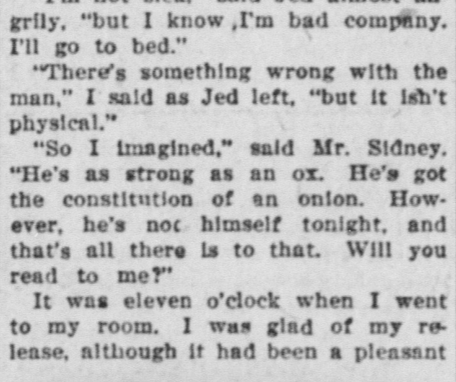 grily, "but I know ,I'm bad company.
I'll go to bed."
"There's something wrong with the
man," I said as Jed left, "but it isn't
physical."
"So I imagined," said Mr. Sidney.
"He's as strong as an ox. He's got
the constitution of an onion. How-
ever, he's not himself tonight, and
that's all there is to that. Will you
read to me?"
It was eleven o'clock when I went
to my room. I was glad of my re-
lease, although it had been a pleasant